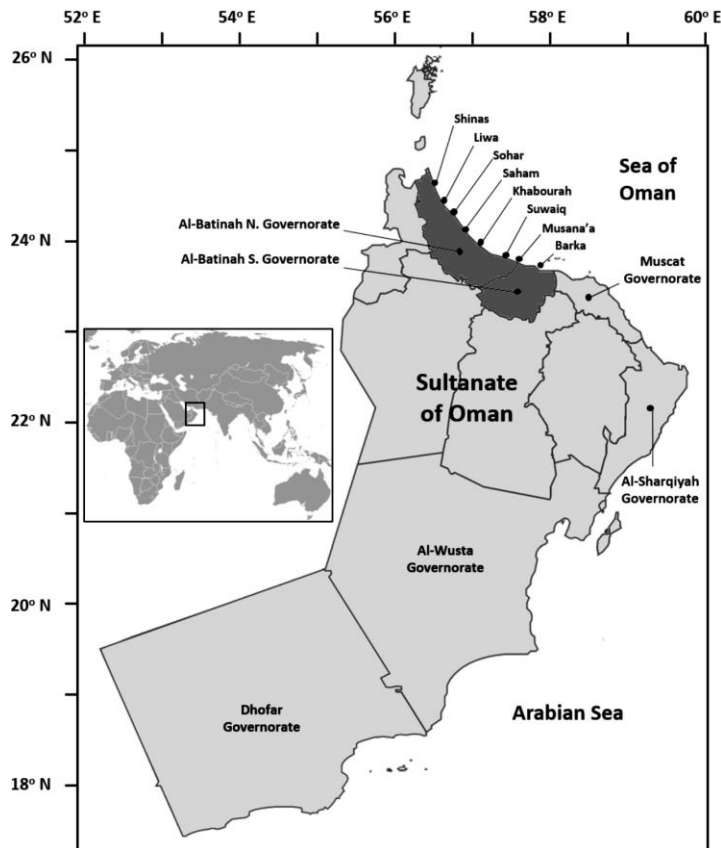 52° E
54° E
56° E
58° E
60° E
26° N
24° N
22° N
20° N
18° N
Shinas
Liwa
Sohar
Saham
Khabourah
Suwaiq
Musana’a
Barka
Sea of
Oman
Al-Batinah N. Governorate
Al-Batinah S. Governorate
Muscat
Governorate
Sultanate
of Oman
Al-Sharqiyah
Governorate
Al-Wusta
Governorate
Dhofar
Governorate
Arabian Sea